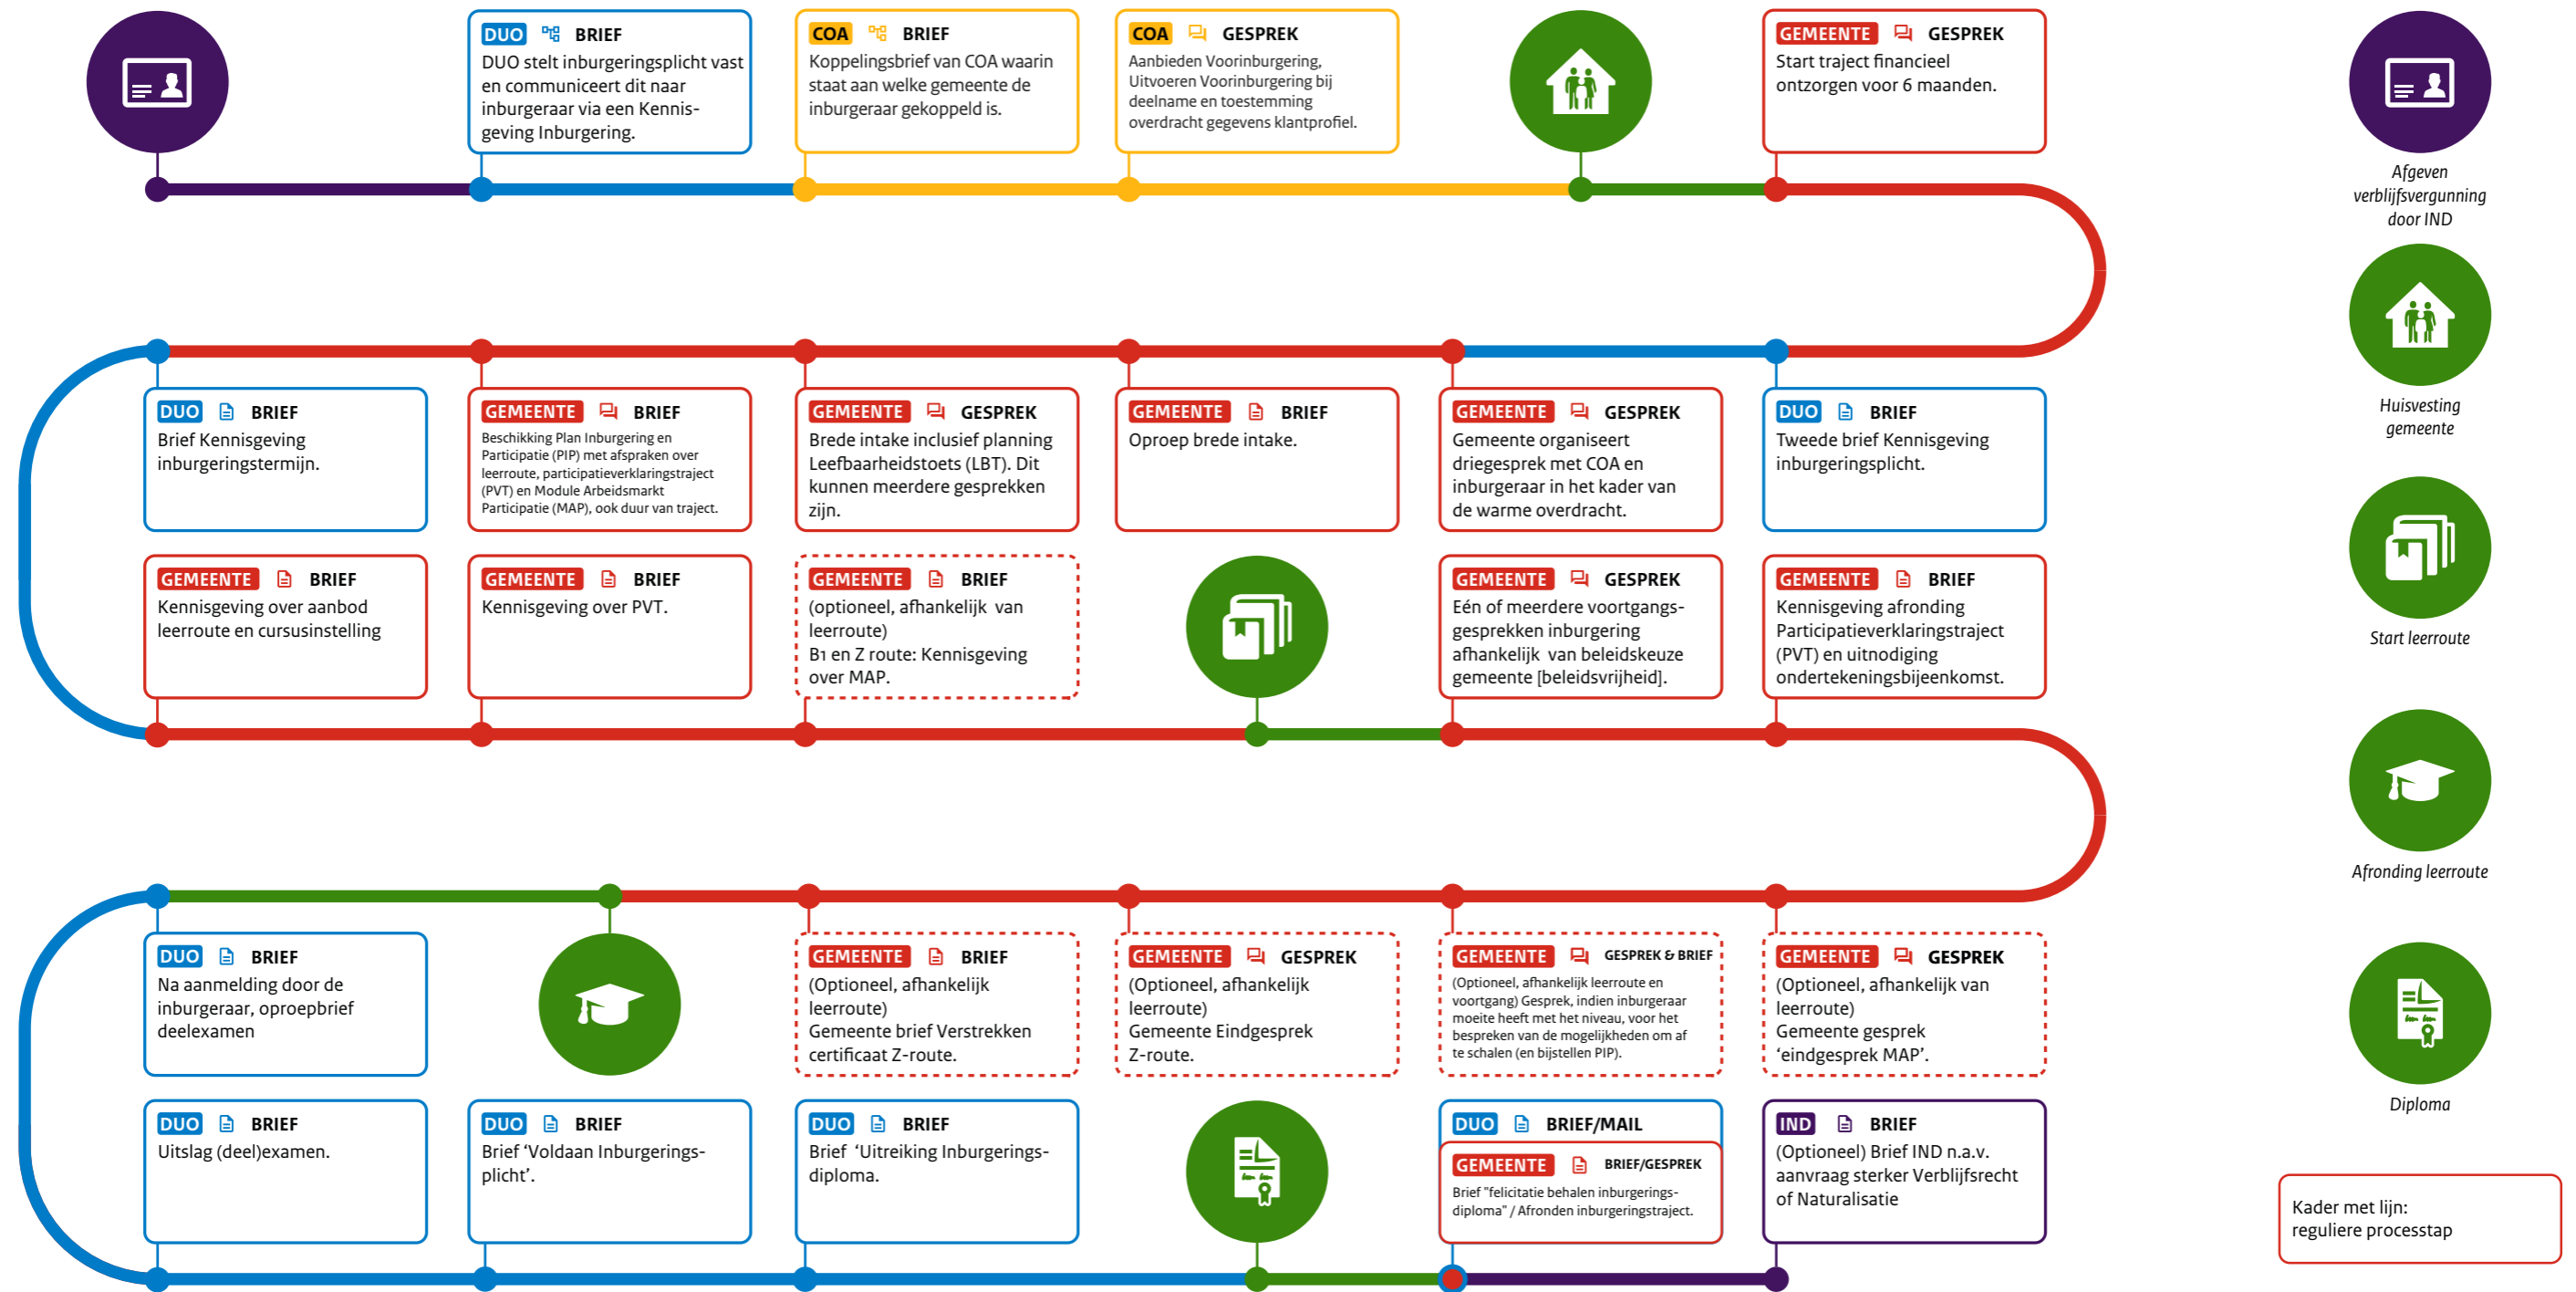 DUO BRIEF
DUO stelt inburgeringsplicht vast
en communiceert dit naar
inburgeraar via een Kennis-
geving Inburgering.
COA BRIEF
Koppelingsbrief van COA waarin
staat aan welke gemeente de
inburgeraar gekoppeld is.
COA GESPREK
Aanbieden Voorinburgering,
Uitvoeren Voorinburgering bij
deelname en toestemming
overdracht gegevens klantprofiel.
GEMEENTE GESPREK
Start traject financieel
ontzorgen voor 6 maanden.
DUO BRIEF
Brief Kennisgeving
inburgeringstermijn.
GEMEENTE BRIEF
Beschikking Plan Inburgering en
Participatie (PIP) met afspraken over
leerroute, participatieverklaringstraject
(PVT) en Module Arbeidsmarkt
Participatie (MAP), ook duur van traject.
GEMEENTE GESPREK
Brede intake inclusief planning
Leefbaarheidstoets (LBT). Dit
kunnen meerdere gesprekken
zijn.
GEMEENTE BRIEF
Oproep brede intake.
GEMEENTE GESPREK
Gemeente organiseert
driegesprek met COA en
inburgeraar in het kader van
de warme overdracht.
DUO BRIEF
Tweede brief Kennisgeving
inburgeringsplicht.
GEMEENTE BRIEF
Kennisgeving over aanbod
leerroute en cursusinstelling
GEMEENTE BRIEF
Kennisgeving over PVT.
GEMEENTE BRIEF
(optioneel, afhankelijk van
leerroute)
B1 en Z route: Kennisgeving
over MAP.
GEMEENTE GESPREK
Eén of meerdere voortgangs-
gesprekken inburgering
afhankelijk van beleidskeuze
gemeente [beleidsvrijheid].
GEMEENTE BRIEF
Kennisgeving afronding
Participatieverklaringstraject
(PVT) en uitnodiging
ondertekeningsbijeenkomst.
DUO BRIEF
Na aanmelding door de
inburgeraar, oproepbrief
deelexamen
GEMEENTE BRIEF
(Optioneel, afhankelijk
leerroute)
Gemeente brief Verstrekken
certificaat Z-route.
GEMEENTE GESPREK
(Optioneel, afhankelijk
leerroute)
Gemeente Eindgesprek
Z-route.
GEMEENTE GESPREK & BRIEF
(Optioneel, afhankelijk leerroute en
voortgang) Gesprek, indien inburgeraar
moeite heeft met het niveau, voor het
bespreken van de mogelijkheden om af
te schalen (en bijstellen PIP).
GEMEENTE GESPREK
(Optioneel, afhankelijk van
leerroute)
Gemeente gesprek
‘eindgesprek MAP’.
DUO BRIEF
Uitslag (deel)examen.
DUO BRIEF
Brief ‘Voldaan Inburgerings-
plicht’.
DUO BRIEF
Brief ‘Uitreiking Inburgerings-
diploma.
DUO BRIEF/MAIL
GEMEENTE BRIEF/GESPREK
Brief "felicitatie behalen inburgerings-
diploma" / Afronden inburgeringstraject.
IND BRIEF
(Optioneel) Brief IND n.a.v.
aanvraag sterker Verblijfsrecht
of Naturalisatie
Afgeven
verblijfsvergunning
door IND
Huisvesting
gemeente
Start leerroute
Afronding leerroute
Diploma
Kader met lijn:
reguliere processtap